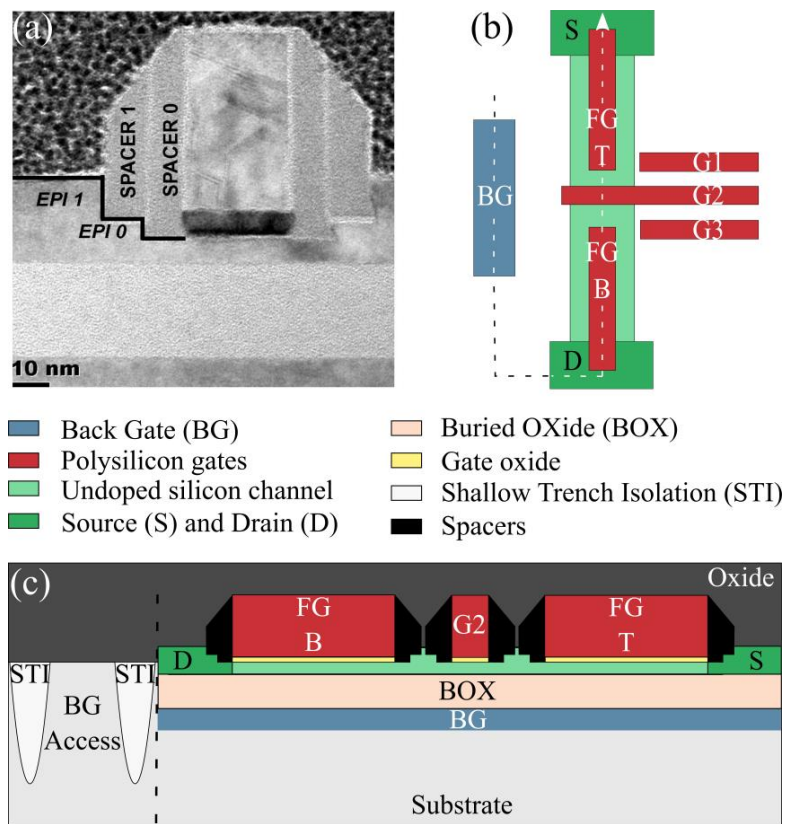 (a)
SPACER 1
SPACER 0
EPI 1
EPI 0
10 nm
(b)
S
FG
T
G1
BG
G2
G3
FG
B
D
Back Gate (BG)
Polysilicon gates
Undoped silicon channel
Source (S) and Drain (D)
Buried OXide (BOX)
Gate oxide
Shallow Trench Isolation (STI)
Spacers
(c)
Oxide
FG
B
G2
FG
T
D
S
STI
STI
BG
Access
BOX
BG
Substrate